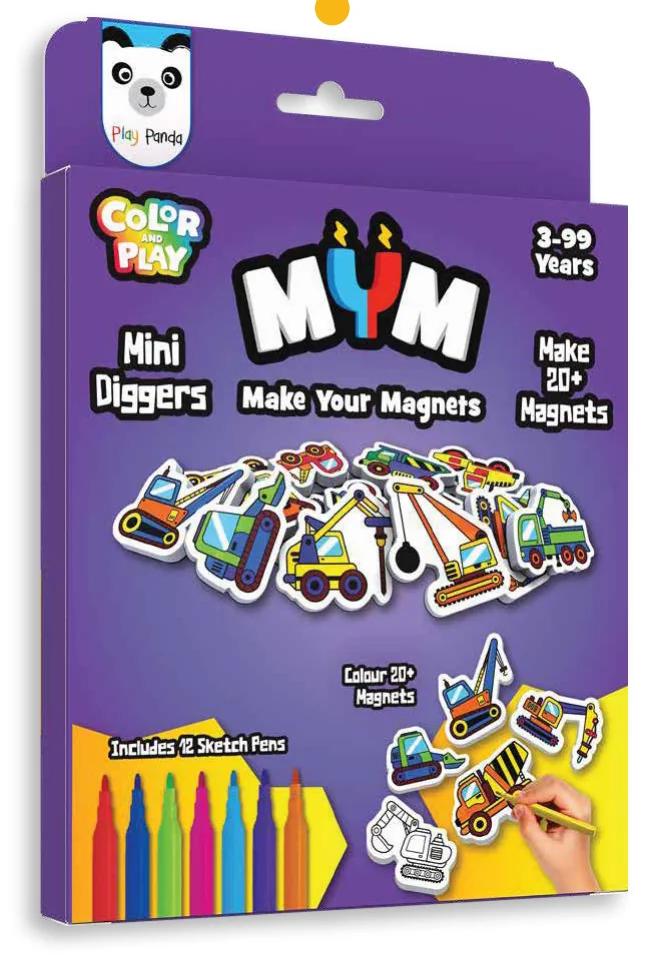 Play Panda
COLOR
AND
PLAY
MYM
3-99
Years
Mini
Diggers
Make Your Magnets
Make
20+
Magnets
Colour 20+
Magnets
Includes 12 Sketch Pens